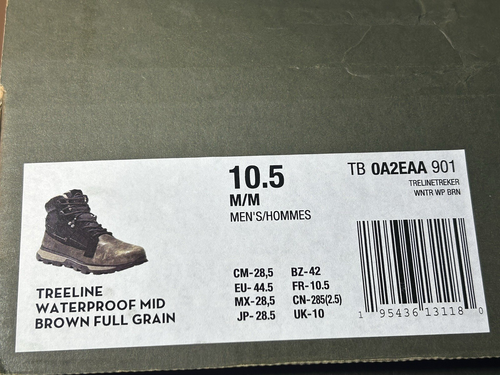 10.5
M/M
MEN'S/HOMMES
TB 0A2EAA 901
TRELINETREKER
WNTR WP BRN
TREELINE
WATERPROOF MID
BROWN FULL GRAIN
CM-28,5 BZ-42
EU- 44.5 FR-10.5
MX-28,5 CN-285(2.5)
JP- 28.5 UK-10
1 95436 13118 0